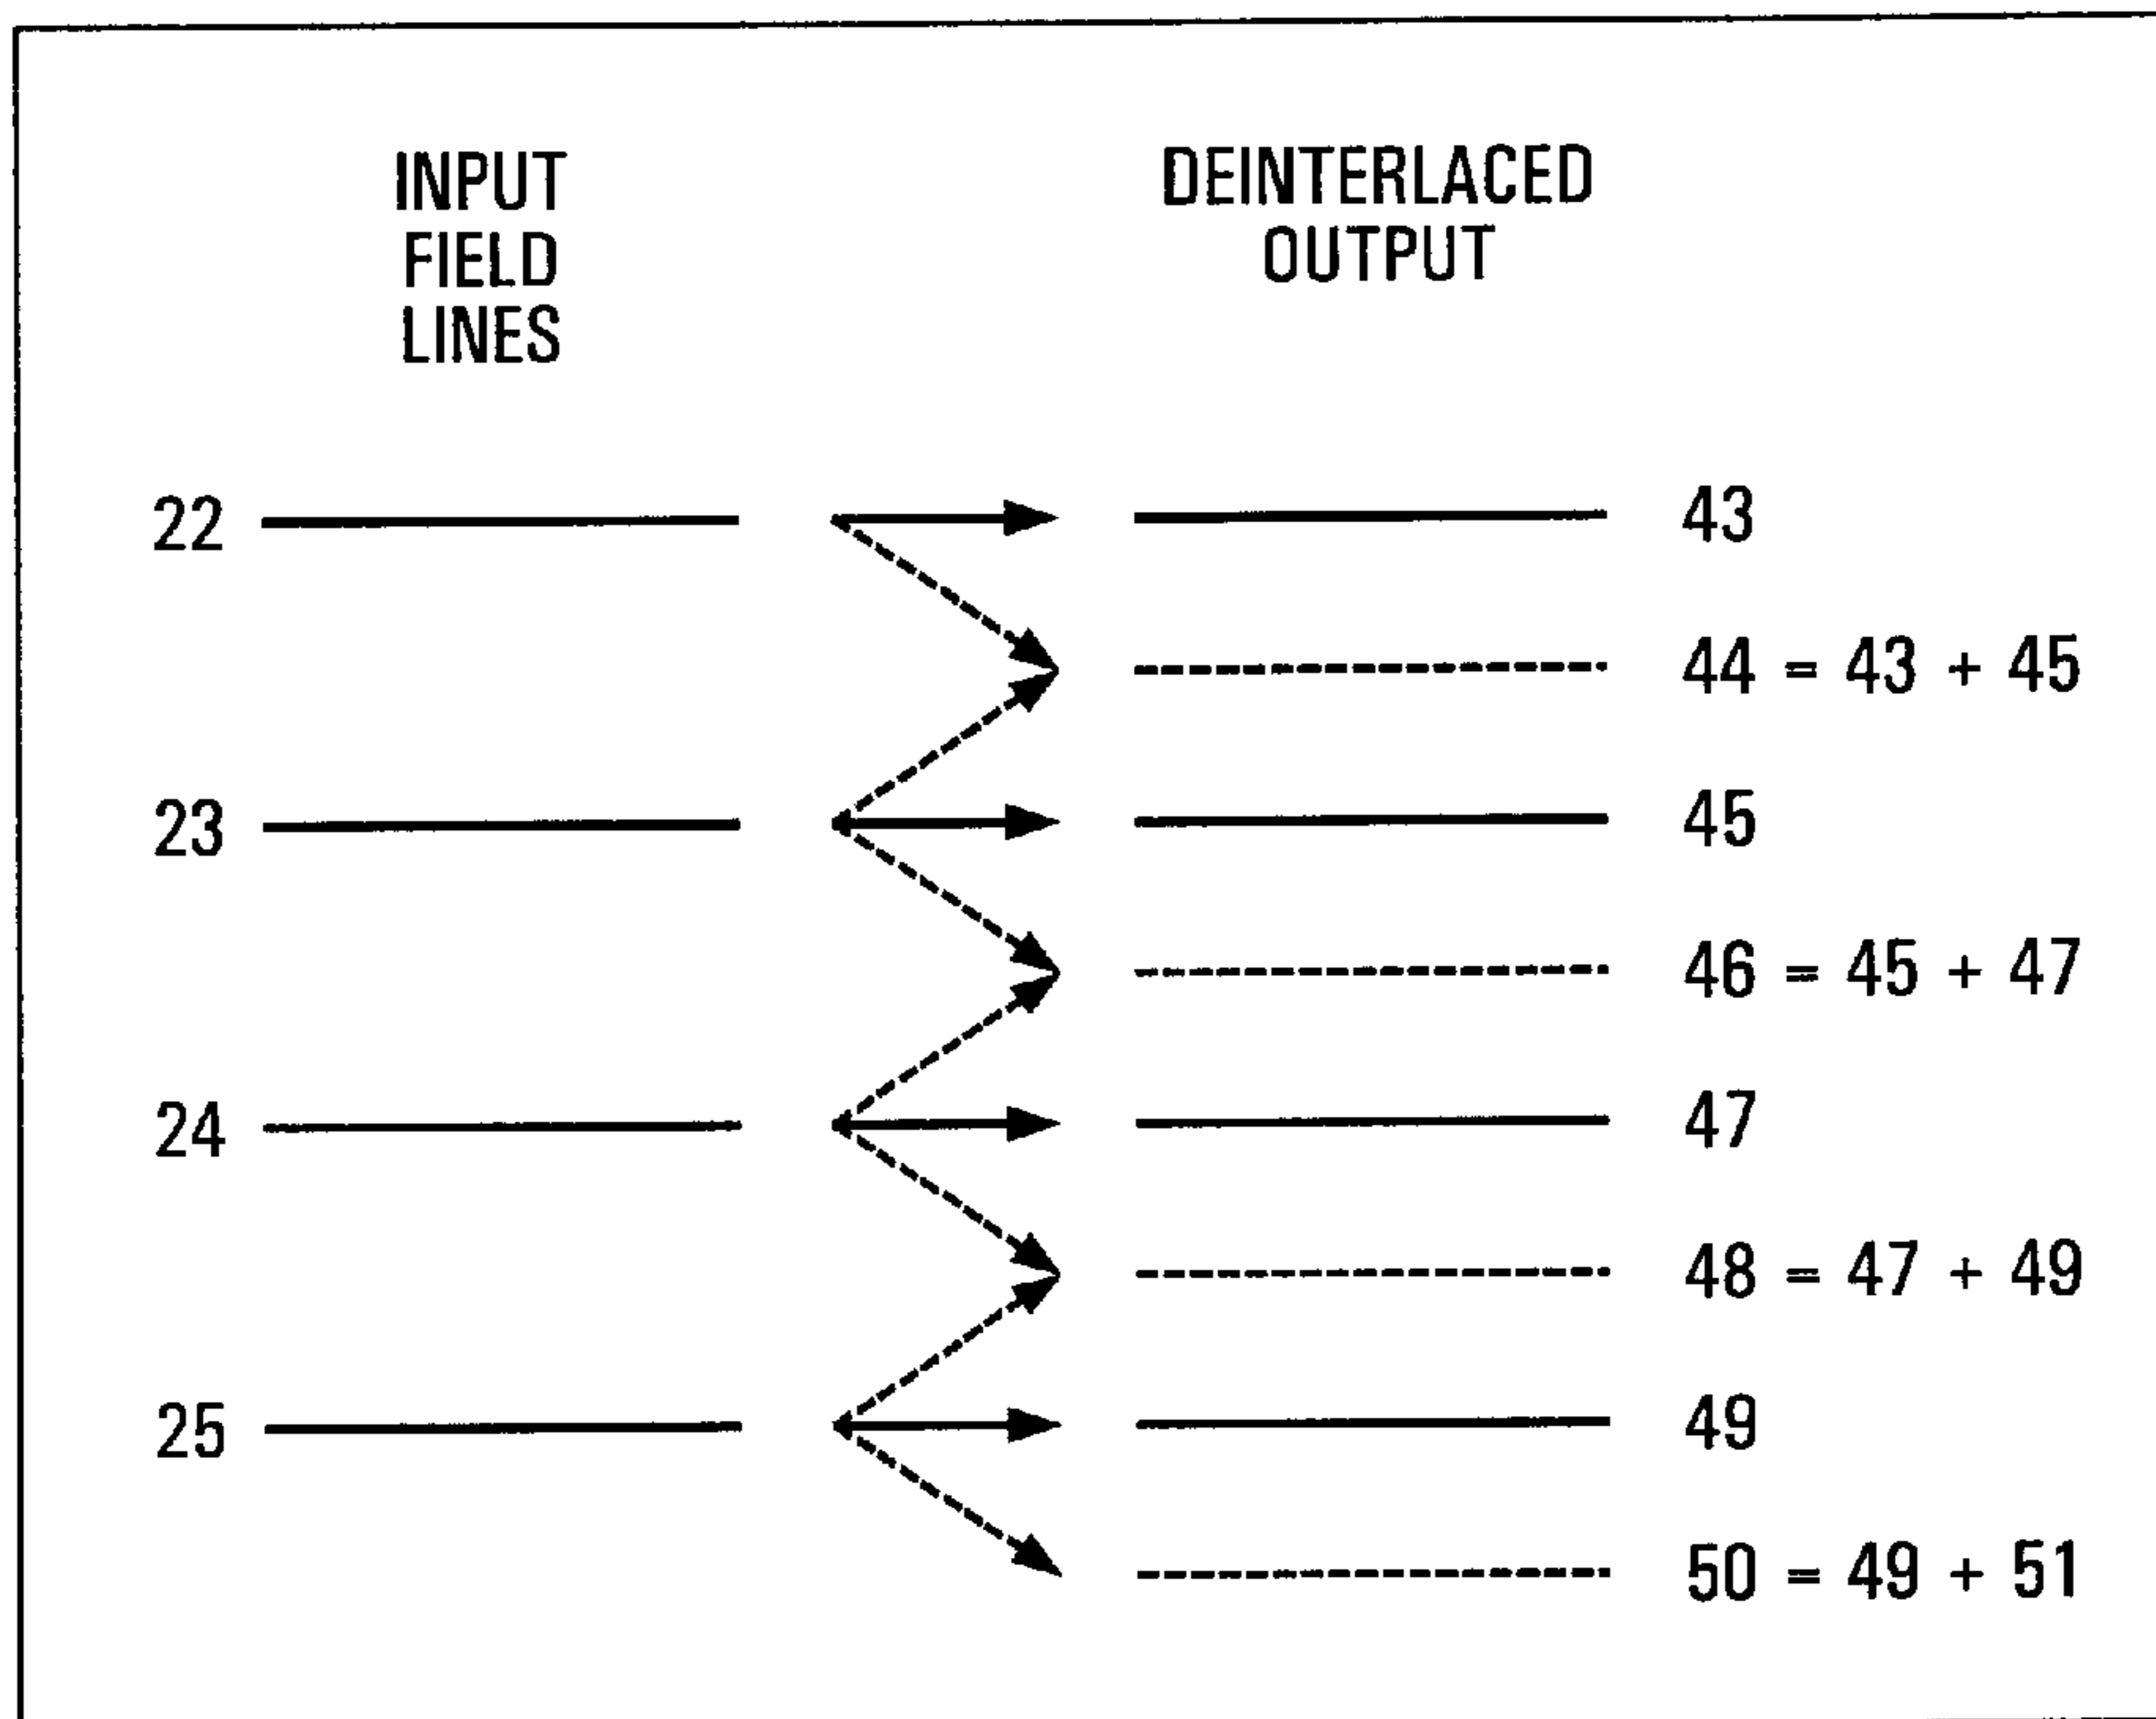 INPUT
FIELD
LINES
DEINTERLACED
OUTPUT
22
43
44 = 43 + 45
23
45
46 = 45 + 47
24
47
48 = 47 + 49
25
49
50 = 49 + 51